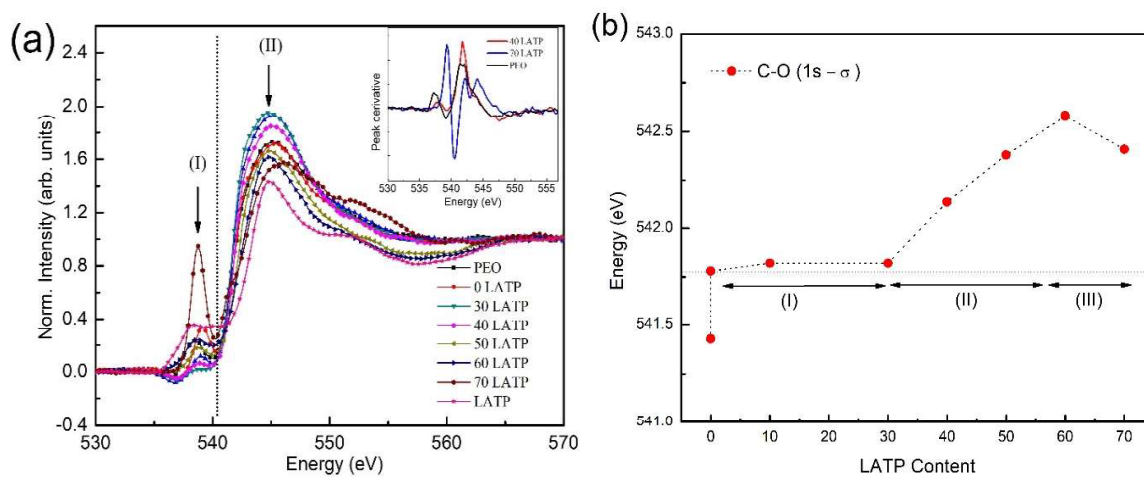 (a)
(I)
(II)
2.4
2.0
1.6
1.2
0.8
0.4
0.0
-0.4
Norm. Intensity (arb. units)
530
540
550
560
570
Energy (eV)
40 LATP
70 LATP
PEO
Peak cerivative
530 535 540 545 550 555
Energy (eV)
PEO
0 LATP
30 LATP
40 LATP
50 LATP
60 LATP
70 LATP
LATP
(b)
543.0
542.5
542.0
541.5
541.0
Energy (eV)
C-O (1s – σ )
(I)
(II)
(III)
0 10 20 30 40 50 60 70
LATP Content